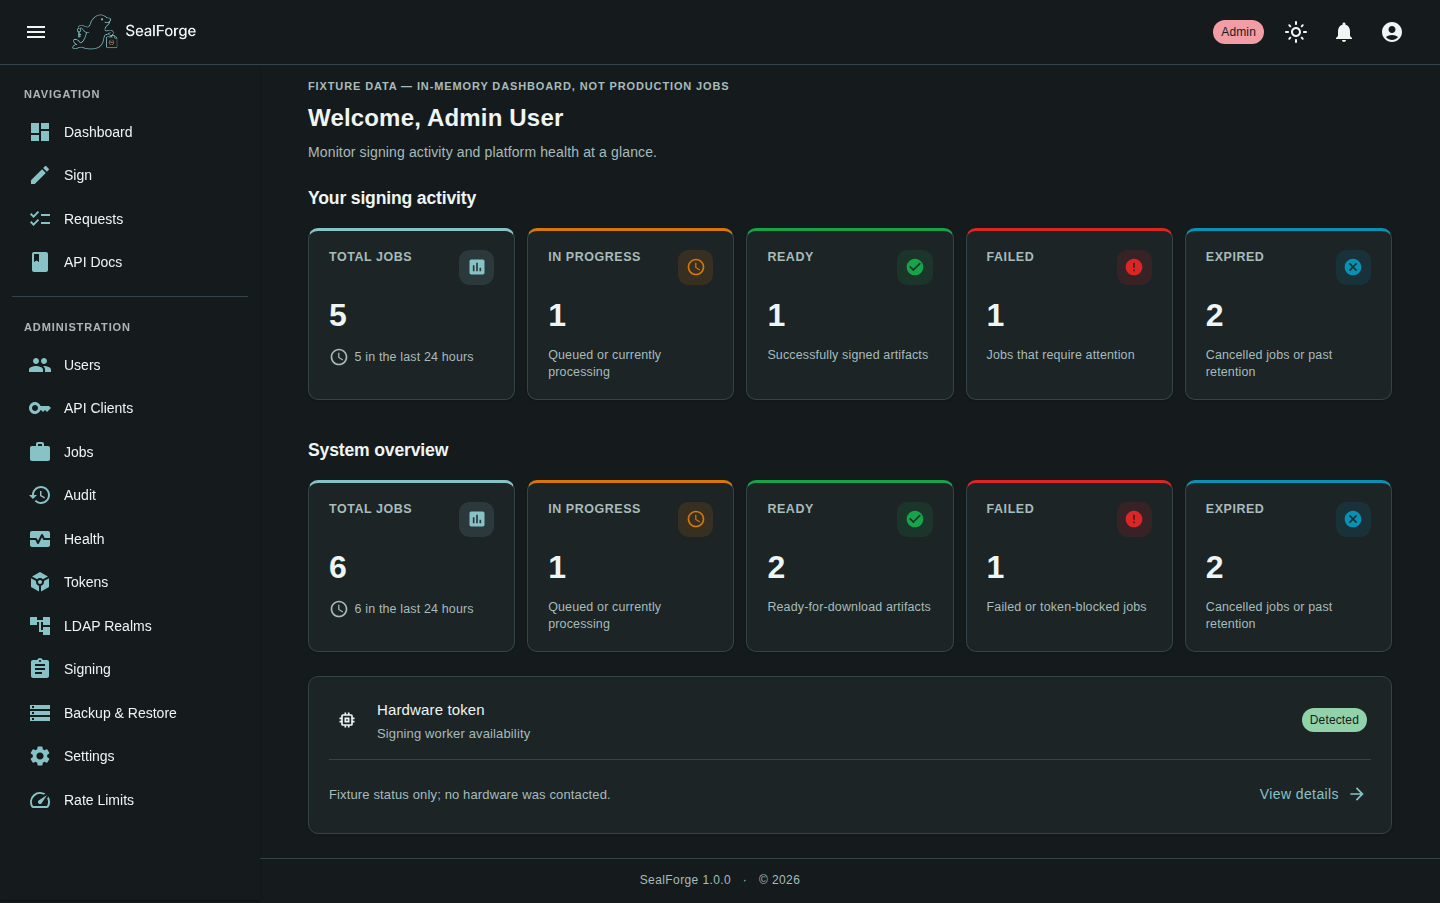 SealForge
Admin
NAVIGATION
Dashboard
Sign
Requests
API Docs
ADMINISTRATION
Users
API Clients
Jobs
Audit
Health
Tokens
LDAP Realms
Signing
Backup & Restore
Settings
Rate Limits
FIXTURE DATA — IN-MEMORY DASHBOARD, NOT PRODUCTION JOBS
Welcome, Admin User
Monitor signing activity and platform health at a glance.
Your signing activity
TOTAL JOBS
5
5 in the last 24 hours
IN PROGRESS
1
Queued or currently
processing
READY
1
Successfully signed artifacts
FAILED
1
Jobs that require attention
EXPIRED
2
Cancelled jobs or past
retention
System overview
TOTAL JOBS
6
6 in the last 24 hours
IN PROGRESS
1
Queued or currently
processing
READY
2
Ready-for-download artifacts
FAILED
1
Failed or token-blocked jobs
EXPIRED
2
Cancelled jobs or past
retention
Hardware token
Signing worker availability
Detected
Fixture status only; no hardware was contacted.
View details
SealForge 1.0.0 · © 2026